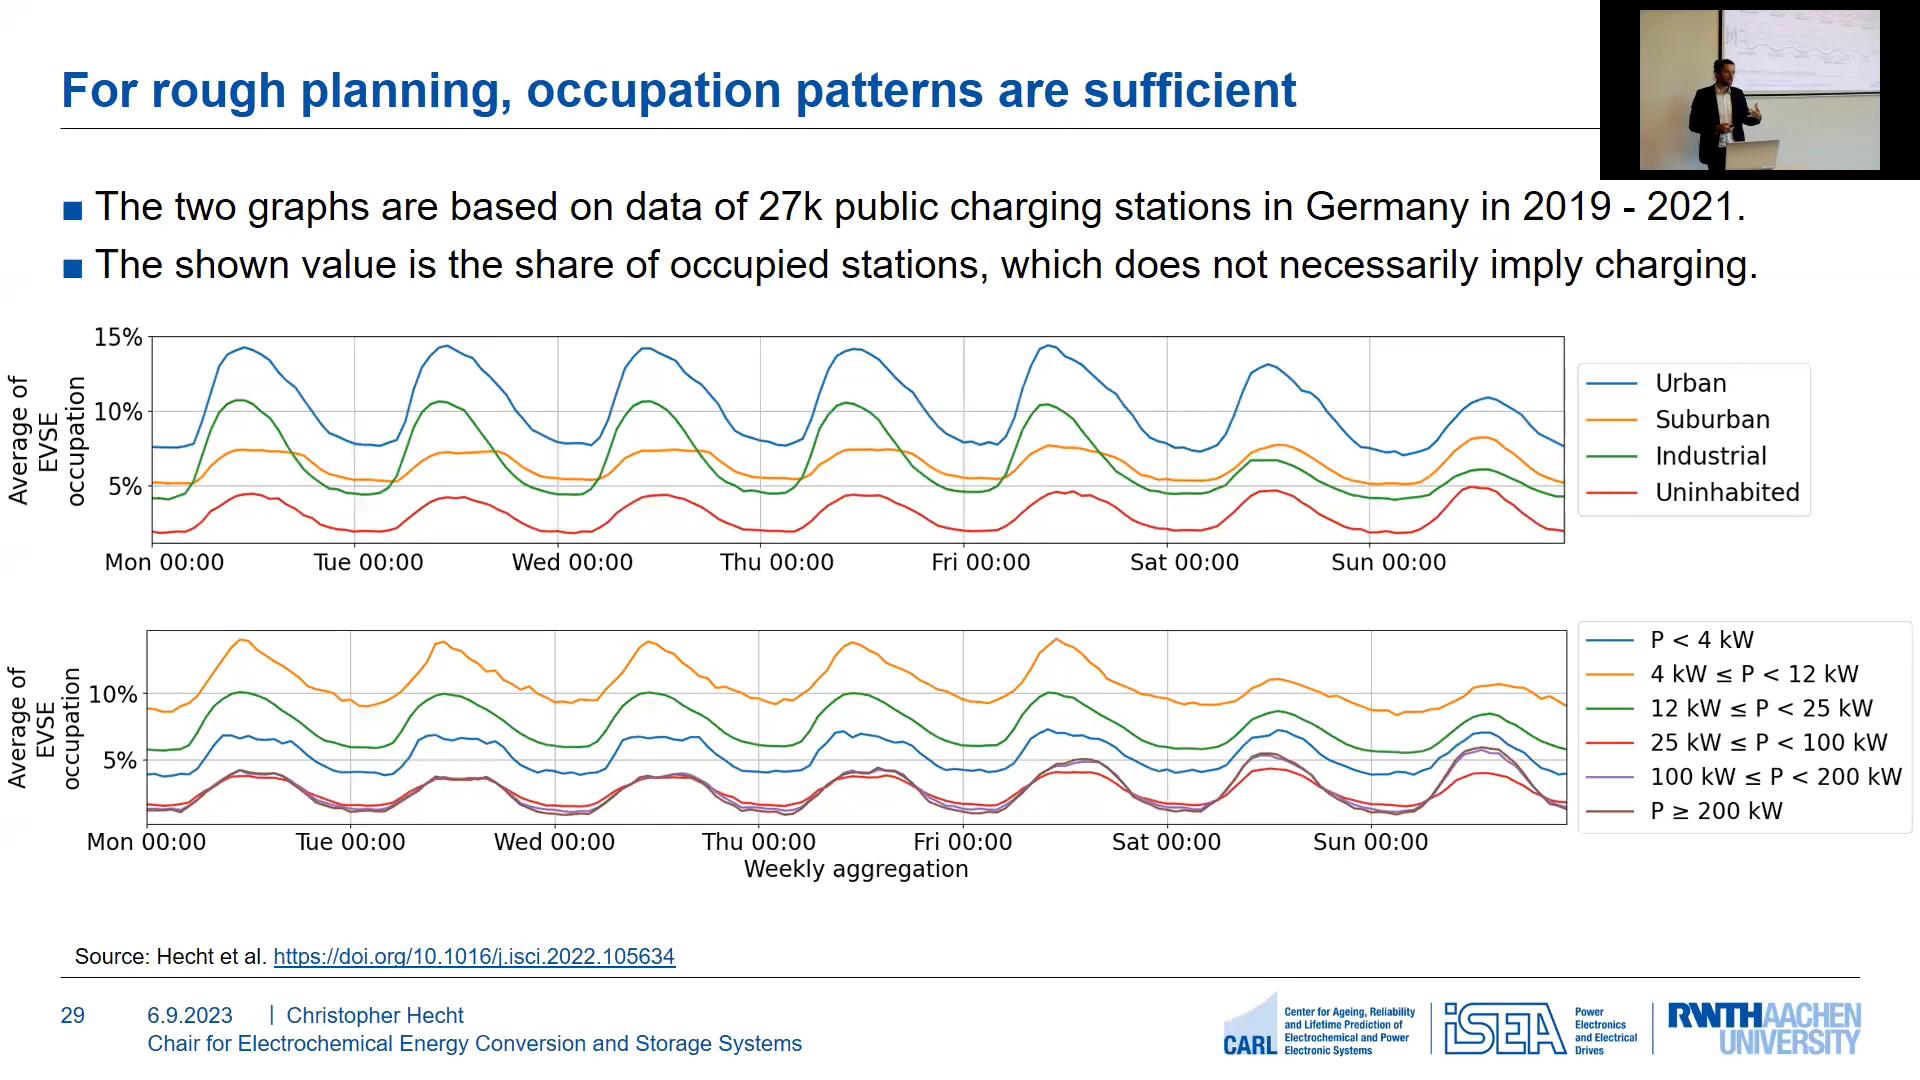 For rough planning, occupation patterns are sufficient
■ The two graphs are based on data of 27k public charging stations in Germany in 2019 - 2021.
■ The shown value is the share of occupied stations, which does not necessarily imply charging.
Average of
EVSE
occupation
15%
10%
5%
Mon 00:00 Tue 00:00 Wed 00:00 Thu 00:00 Fri 00:00 Sat 00:00 Sun 00:00
Urban
Suburban
Industrial
Uninhabited
Average of
EVSE
occupation
10%
5%
Mon 00:00 Tue 00:00 Wed 00:00 Thu 00:00 Fri 00:00 Sat 00:00 Sun 00:00
Weekly aggregation
P < 4 kW
4 kW ≤ P < 12 kW
12 kW ≤ P < 25 kW
25 kW ≤ P < 100 kW
100 kW ≤ P < 200 kW
P ≥ 200 kW
Source: Hecht et al. https://doi.org/10.1016/j.isci.2022.105634
29 6.9.2023 | Christopher Hecht
Chair for Electrochemical Energy Conversion and Storage Systems
CARL
Center for Ageing, Reliability
and Lifetime Prediction of
Electrochemical and Power
Electronic Systems
iSEA
Power
Electronics
and Electrical
Drives
RWTHAACHEN
UNIVERSITY